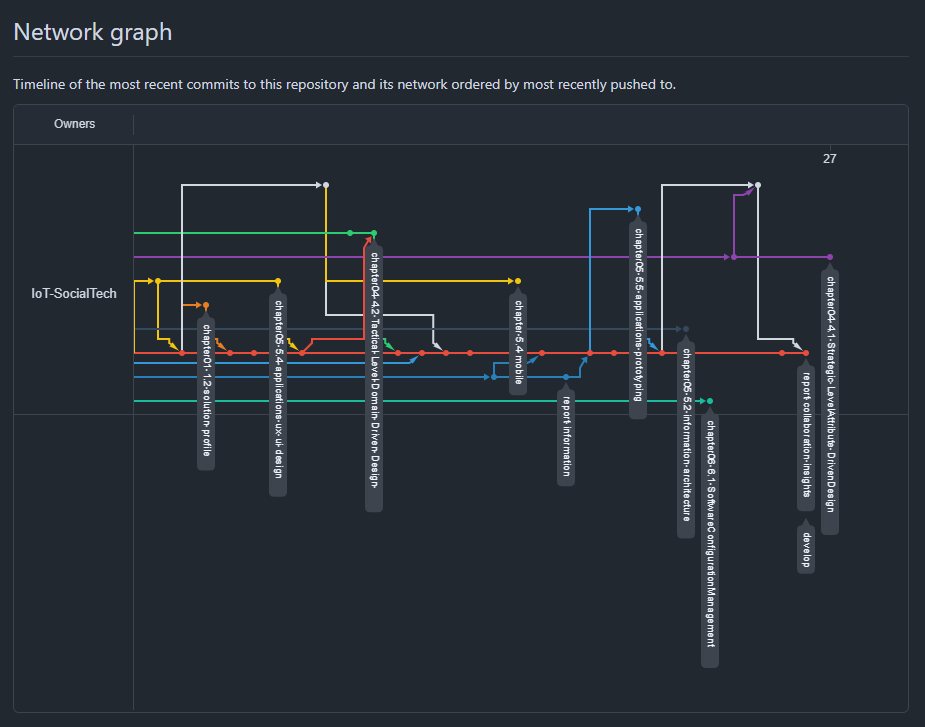 Network graph
Timeline of the most recent commits to this repository and its network ordered by most recently pushed to.
Owners
27
IoT-SocialTech
chapter01-1.2-solution-profile
chapter05-5.4-applications-ux-ui-design
chapter04-4.2-Tactical-Level-Domain-Driven-Design-
chapter-5.4-mobile
report-information
chapter05-5.5-applications-prototyping
chapter05-5.2-information-architecture
chapter06-6.1-SoftwareConfigurationManagement
report-collaboration-insights
develop
chapter04-4.1-Strategic-LevelAttribute-DrivenDesign